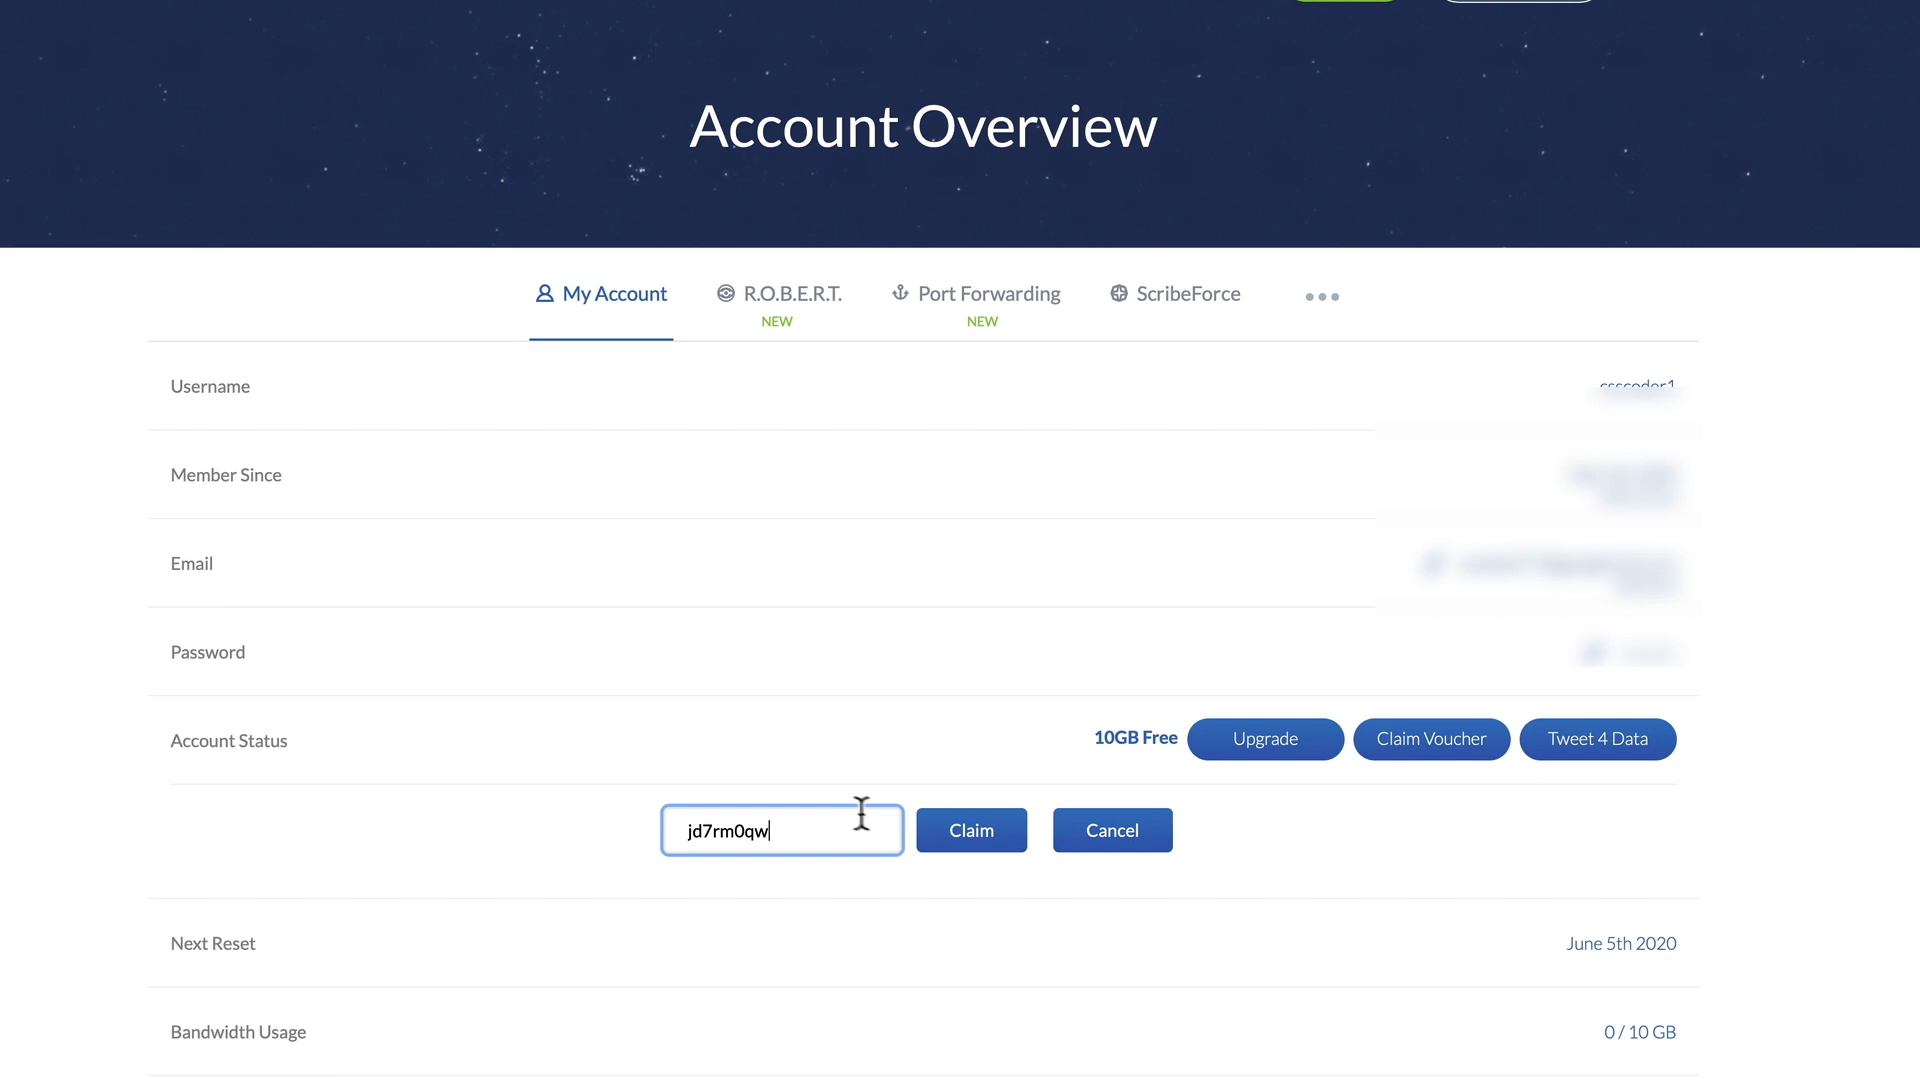 Account Overview
My Account
R.O.B.E.R.T.
NEW
Port Forwarding
NEW
ScribeForce
Username
csscoder1
Member Since
Email
Password
Account Status
10GB Free
Upgrade
Claim Voucher
Tweet 4 Data
jd7rm0qw
Claim
Cancel
Next Reset
June 5th 2020
Bandwidth Usage
0 / 10 GB